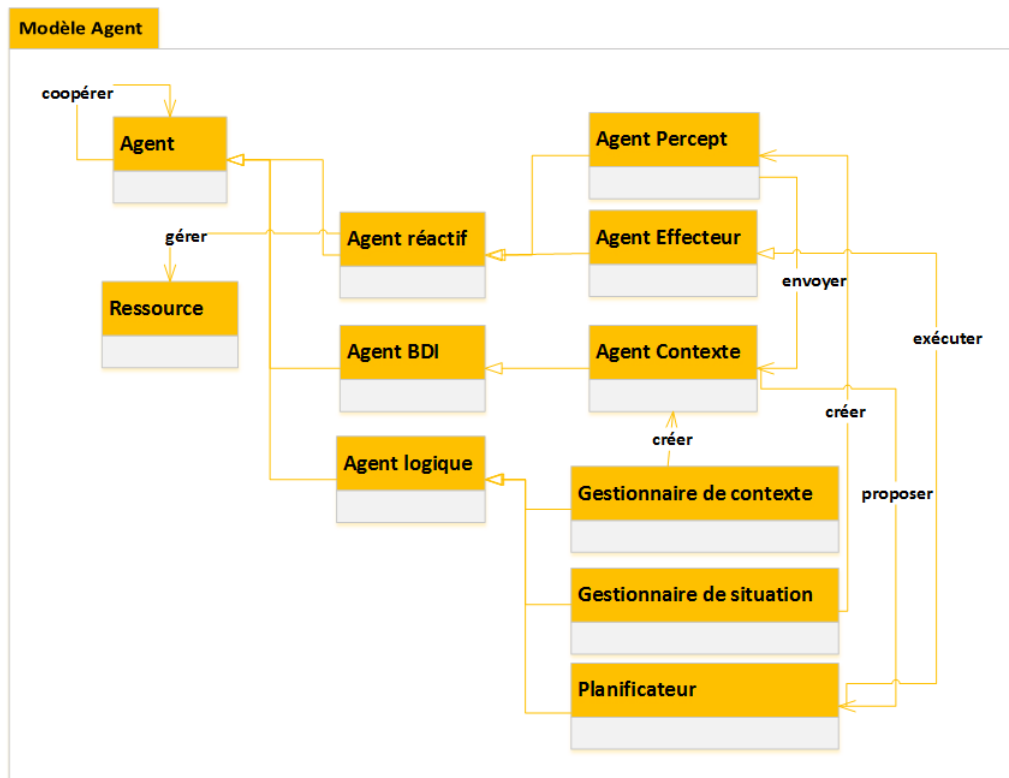 Modèle Agent
coopérer
Agent
Agent Percept
gérer
Agent réactif
Agent Effecteur
envoyer
Ressource
exécuter
Agent BDI
Agent Contexte
créer
créer
Agent logique
Gestionnaire de contexte
proposer
Gestionnaire de situation
Planificateur